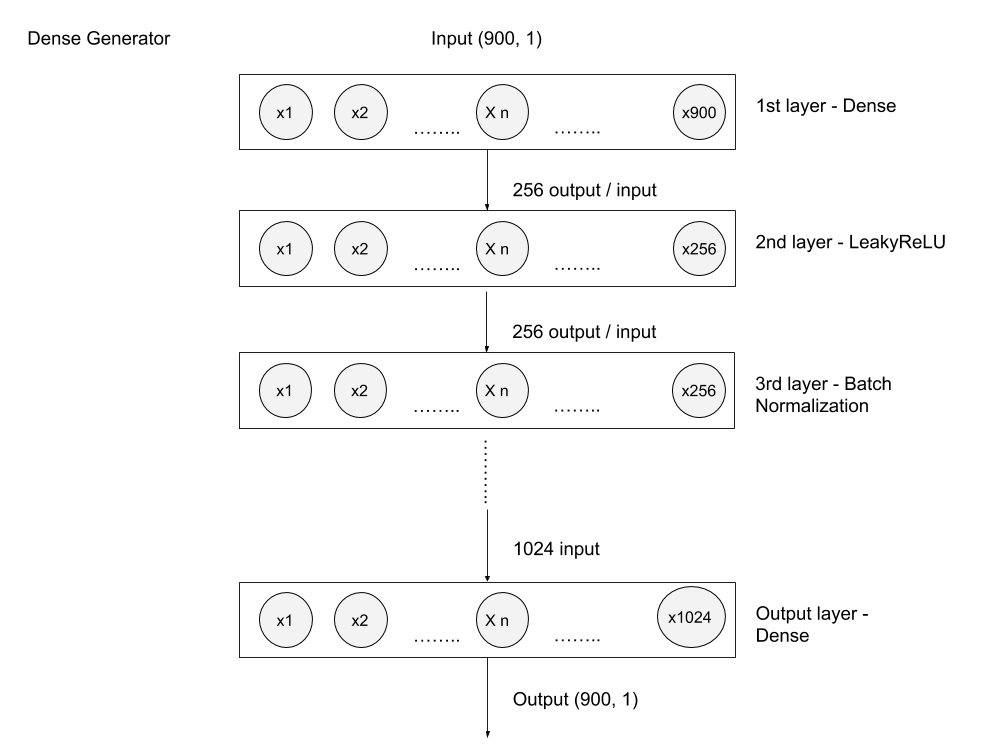 Dense Generator
Input (900, 1)
x1 x2 ........ X n ........ x900
1st layer - Dense
256 output / input
x1 x2 ........ X n ........ x256
2nd layer - LeakyReLU
256 output / input
x1 x2 ........ X n ........ x256
3rd layer - Batch
Normalization
1024 input
x1 x2 ........ X n ........ x1024
Output layer -
Dense
Output (900, 1)